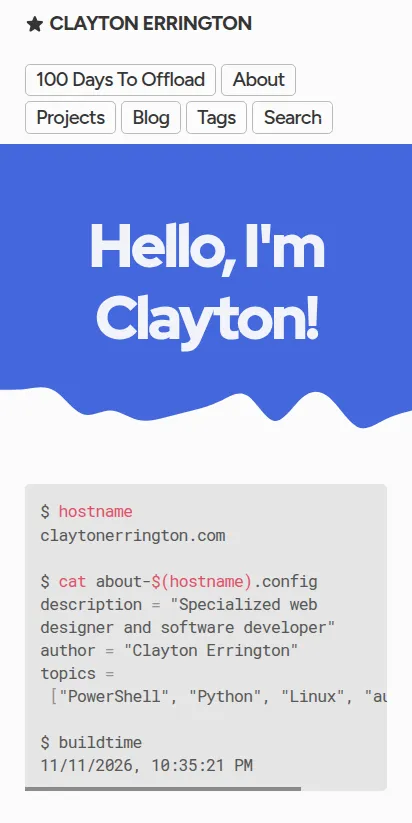 CLAYTON ERRINGTON
100 Days To Offload About
Projects Blog Tags Search
Hello, I'm
Clayton!
$ hostname
claytonerrington.com
$ cat about-$(hostname).config
description = "Specialized web
designer and software developer"
author = "Clayton Errington"
topics =
["PowerShell", "Python", "Linux",
$ buildtime
11/11/2026, 10:35:21 PM